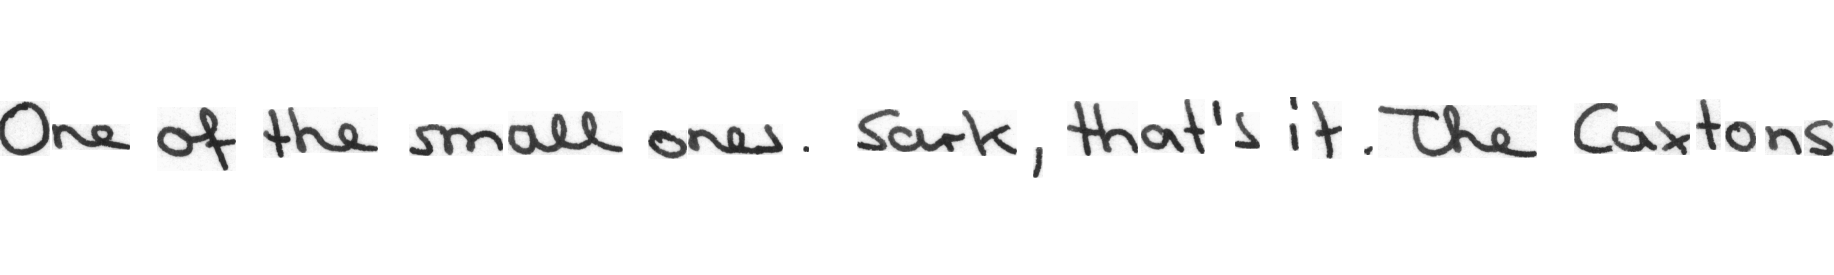 One of the small ones. Sark, that's it. The Caxtons